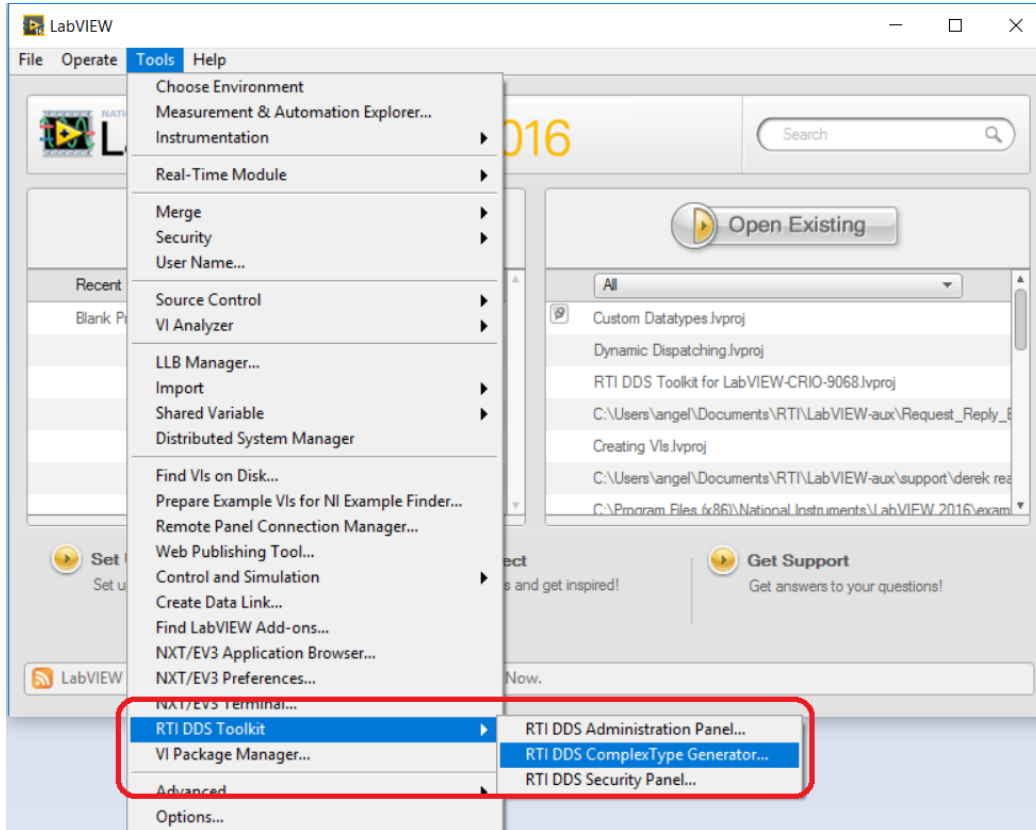 LabVIEW
File Operate Tools Help
Choose Environment
Measurement & Automation Explorer...
Instrumentation
Real-Time Module
Merge
Security
User Name...
Source Control
VI Analyzer
LLB Manager...
Import
Shared Variable
Distributed System Manager
Find VIs on Disk...
Prepare Example VIs for NI Example Finder...
Remote Panel Connection Manager...
Web Publishing Tool...
Control and Simulation
Create Data Link...
Find LabVIEW Add-ons...
NXT/EV3 Application Browser...
NXT/EV3 Preferences...
NXT/EV3 Terminal...
RTI DDS Toolkit
VI Package Manager...
Advanced
Options...
RTI DDS Administration Panel...
RTI DDS ComplexType Generator...
RTI DDS Security Panel...
NATI
L
2016
Search
Recent
Blank Pr
Open Existing
All
Custom Datatypes.lvproj
Dynamic Dispatching.lvproj
RTI DDS Toolkit for LabVIEW-CRIO-9068.lvproj
C:\Users\angel\Documents\RTI\LabVIEW-aux\Request_Reply_E
Creating VIs.lvproj
C:\Users\angel\Documents\RTI\LabVIEW-aux\support\derek rea
C:\Program Files (x86)\National Instruments\LabVIEW 2016\exam
Set
Set u
ect
s and get inspired!
Get Support
Get answers to your questions!
LabVIEW
Now.